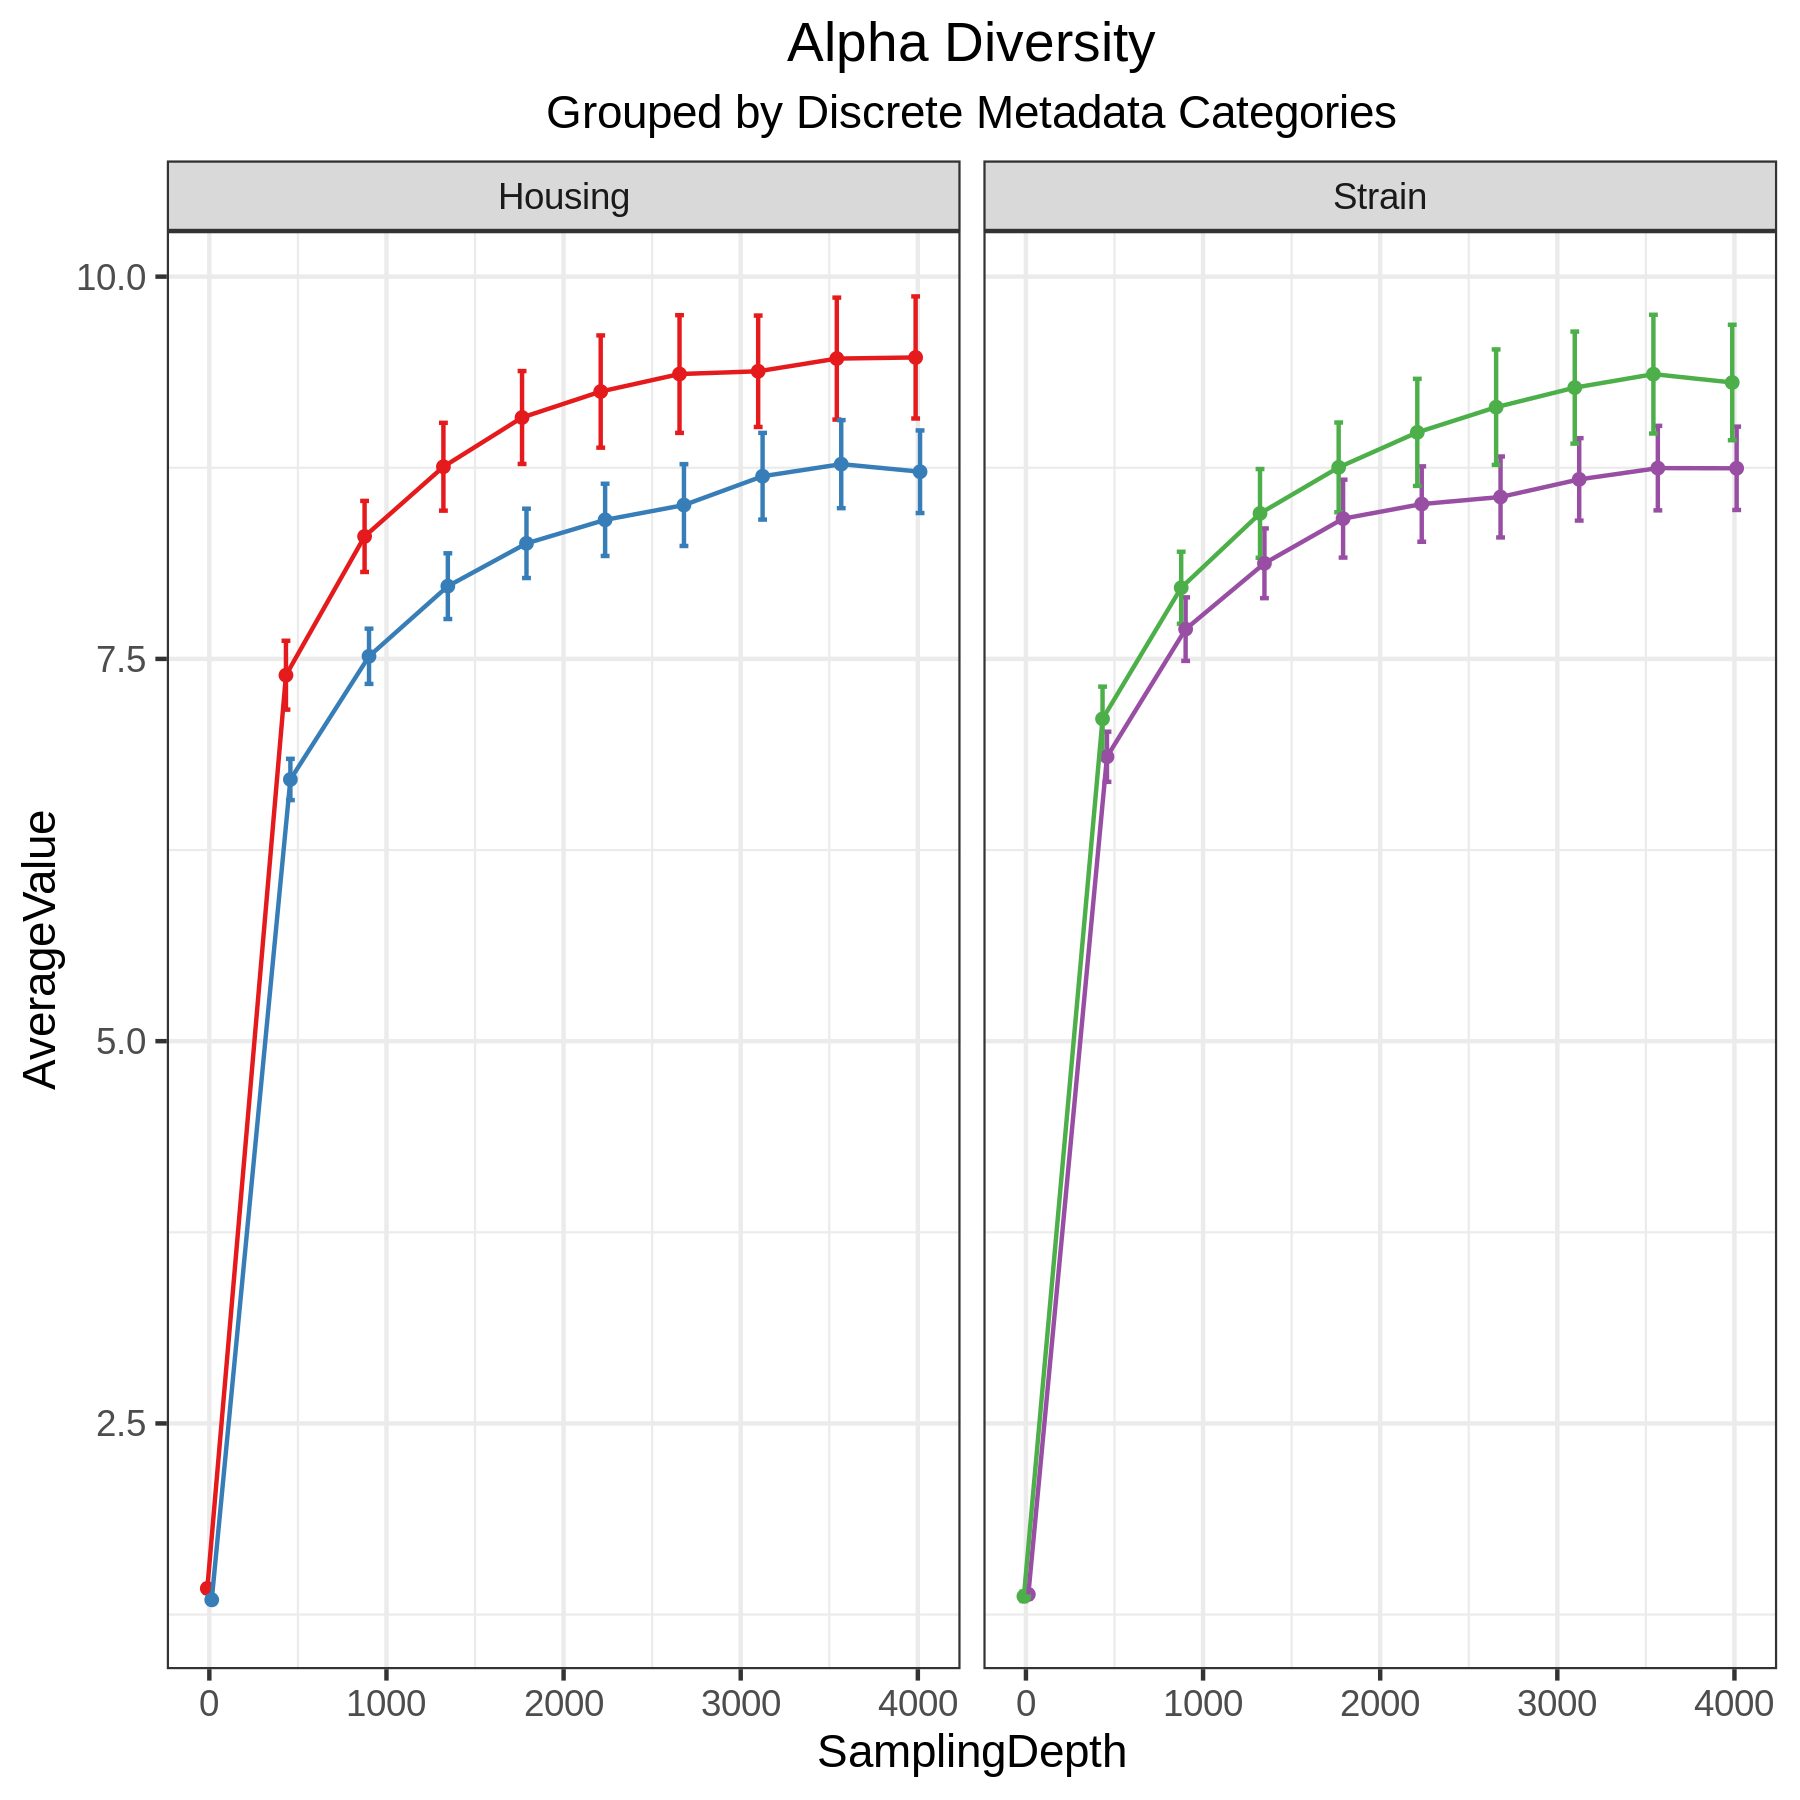 Alpha Diversity
Grouped by Discrete Metadata Categories
Housing
Strain
10.0
7.5
5.0
2.5
AverageValue
0 1000 2000 3000 4000
0 1000 2000 3000 4000
SamplingDepth